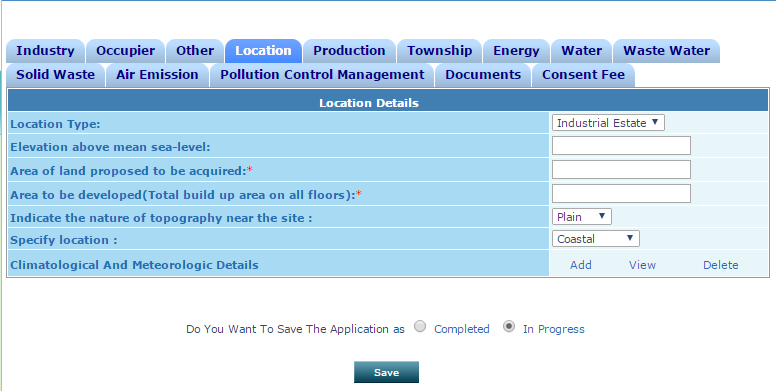 Industry Occupier Other Location Production Township Energy Water Waste Water
Solid Waste Air Emission Pollution Control Management Documents Consent Fee
Location Details
Location Type: Industrial Estate
Elevation above mean sea-level:
Area of land proposed to be acquired:*
Area to be developed(Total build up area on all floors):*
Indicate the nature of topography near the site : Plain
Specify location : Coastal
Climatological And Meteorologic Details Add View Delete
Do You Want To Save The Application as Completed In Progress
Save